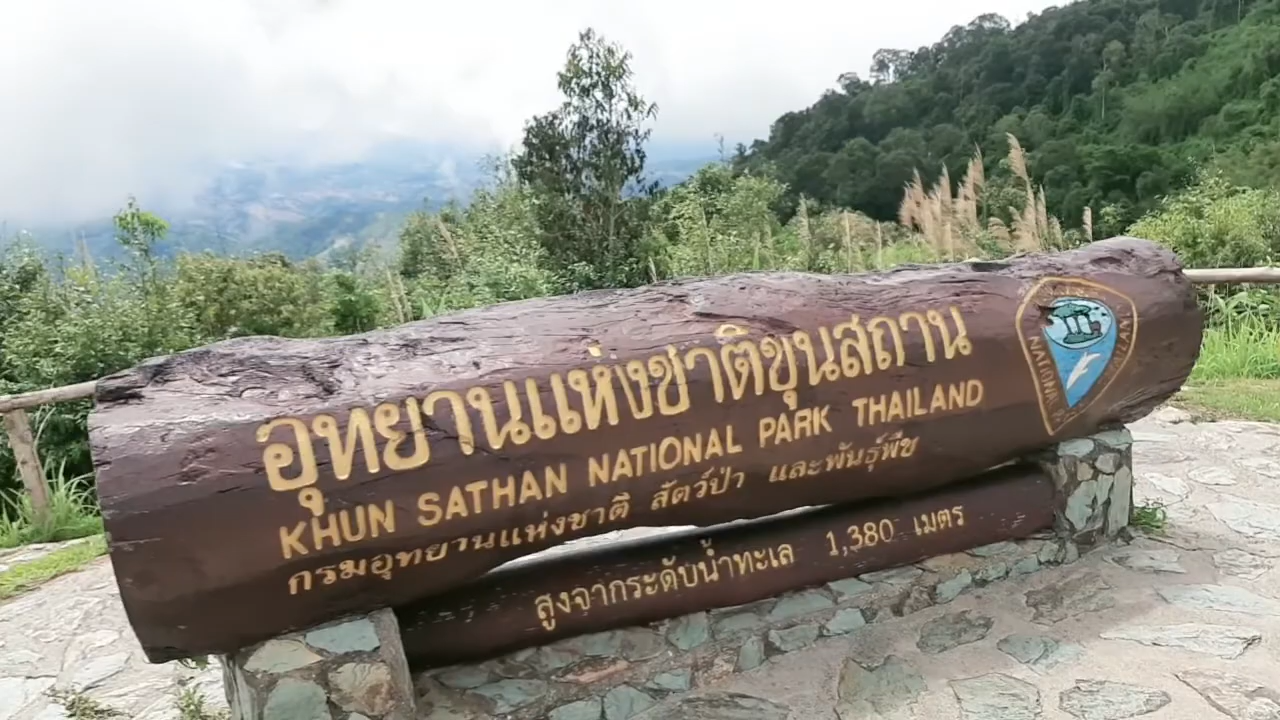 อุทยานแห่งชาติขุนสถาน
KHUN SATHAN NATIONAL PARK THAILAND
กรมอุทยานแห่งชาติ สัตว์ป่า และพันธุ์พืช
สูงจากระดับน้ำทะเล 1,380 เมตร
NATIONAL